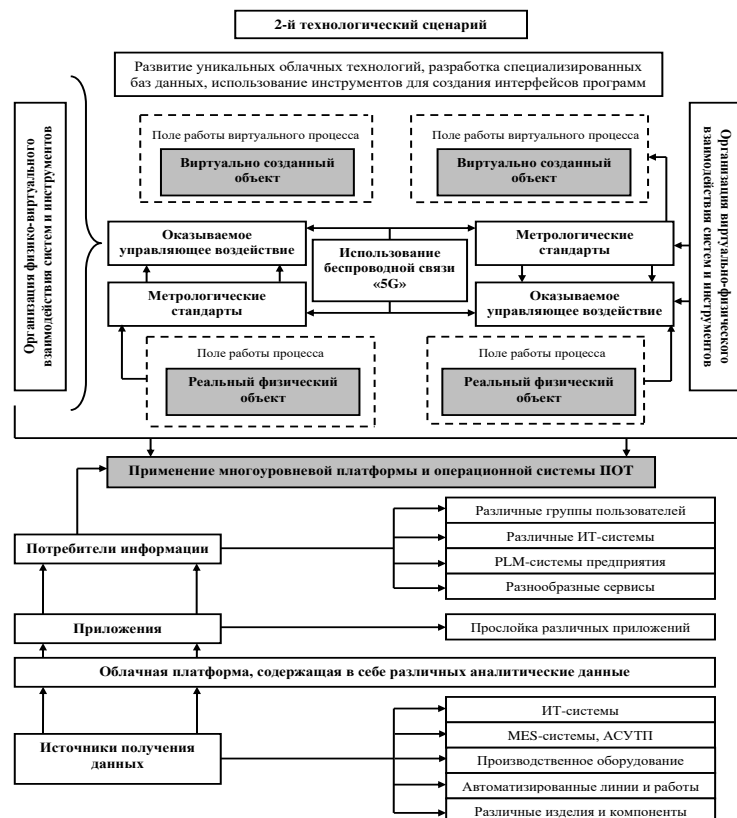 2-й технологический сценарий
Развитие уникальных облачных технологий, разработка специализированных
баз данных, использование инструментов для создания интерфейсов программ
Организация физико-виртуального
взаимодействия систем и инструментов
Поле работы виртуального процесса
Виртуально созданный
объект
Поле работы виртуального процесса
Виртуально созданный
объект
Организация виртуально-физического
взаимодействия систем и инструментов
Оказываемое
управляющее воздействие
Использование
беспроводной связи
«5G»
Метрологические
стандарты
Метрологические
стандарты
Оказываемое
управляющее воздействие
Поле работы процесса
Реальный физический
объект
Поле работы процесса
Реальный физический
объект
Применение многоуровневой платформы и операционной системы ПОТ
Потребители информации
Различные группы пользователей
Различные ИТ-системы
PLM-системы предприятия
Разнообразные сервисы
Приложения
Прослойка различных приложений
Облачная платформа, содержащая в себе различных аналитические данные
Источники получения
данных
ИТ-системы
MES-системы, АСУТП
Производственное оборудование
Автоматизированные линии и работы
Различные изделия и компоненты